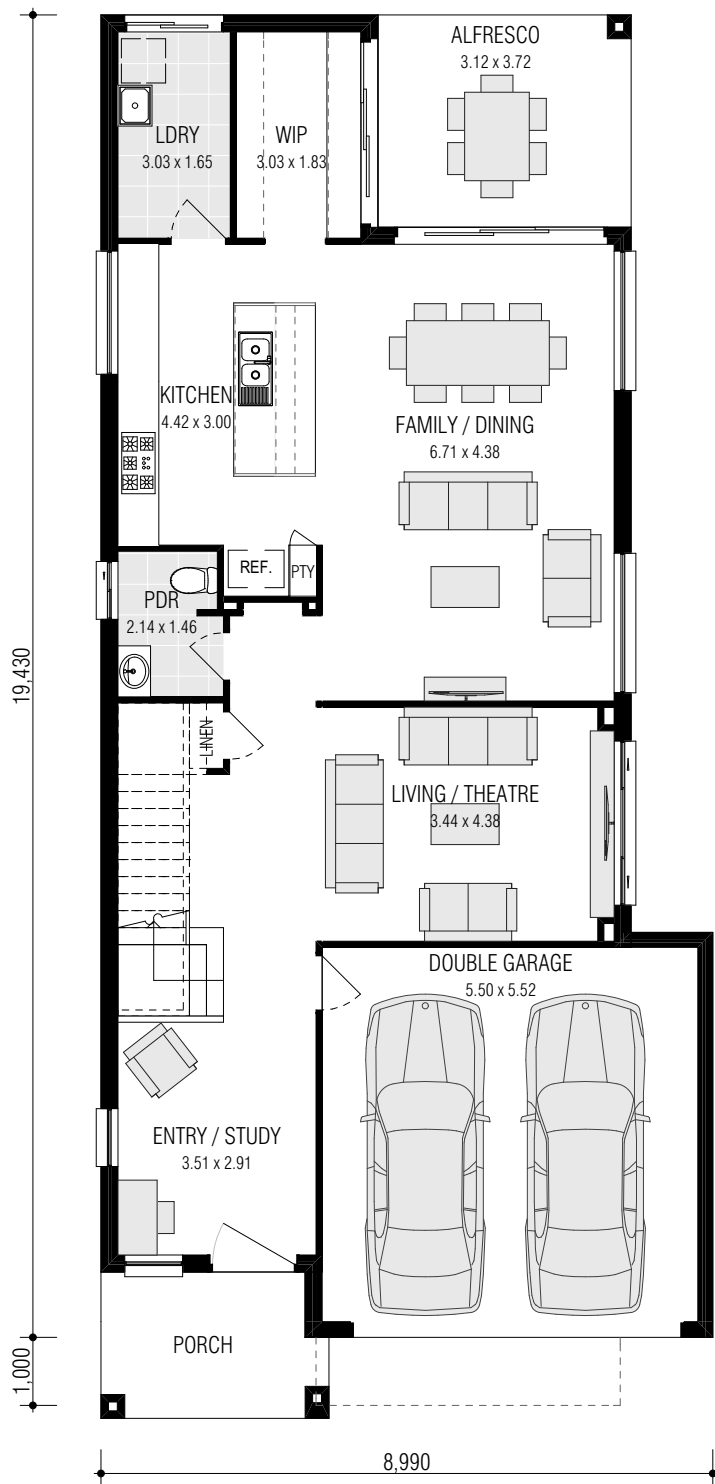 ALFRESCO
3.12 x 3.72
LDRY
3.03 x 1.65
WIP
3.03 x 1.83
KITCHEN
4.42 x 3.00
FAMILY / DINING
6.71 x 4.38
REF.
PTY
PDR
2.14 x 1.46
19,430
LINEN
LIVING / THEATRE
3.44 x 4.38
DOUBLE GARAGE
5.50 x 5.52
ENTRY / STUDY
3.51 x 2.91
PORCH
1,000
8,990